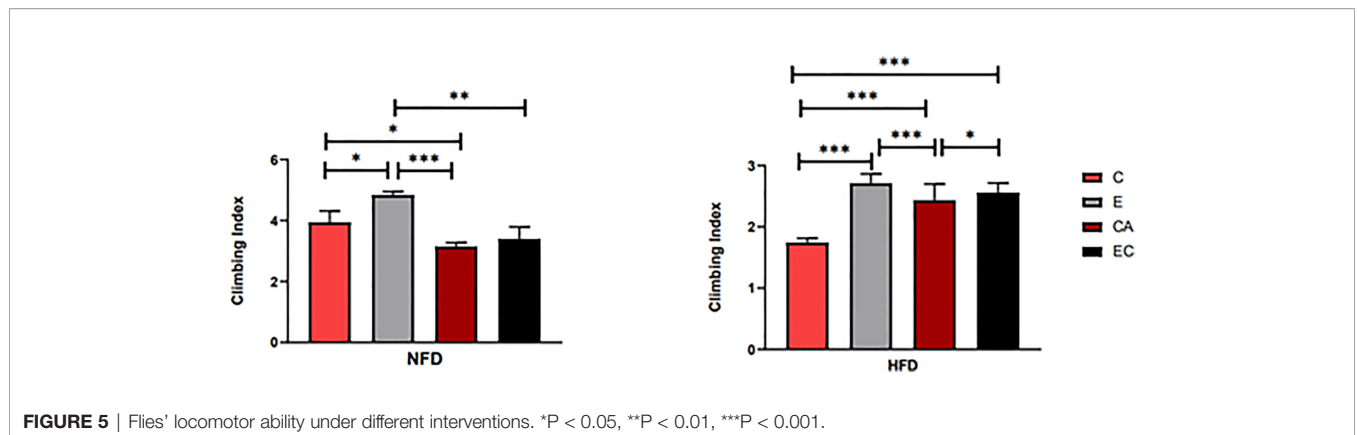 **
*
* ***
6
4
2
0
Climbing Index
NFD
***
***
*** *** *
3
2
1
0
Climbing Index
HFD
C
E
CA
EC
FIGURE 5 | Flies' locomotor ability under different interventions. *P < 0.05, **P < 0.01, ***P < 0.001.